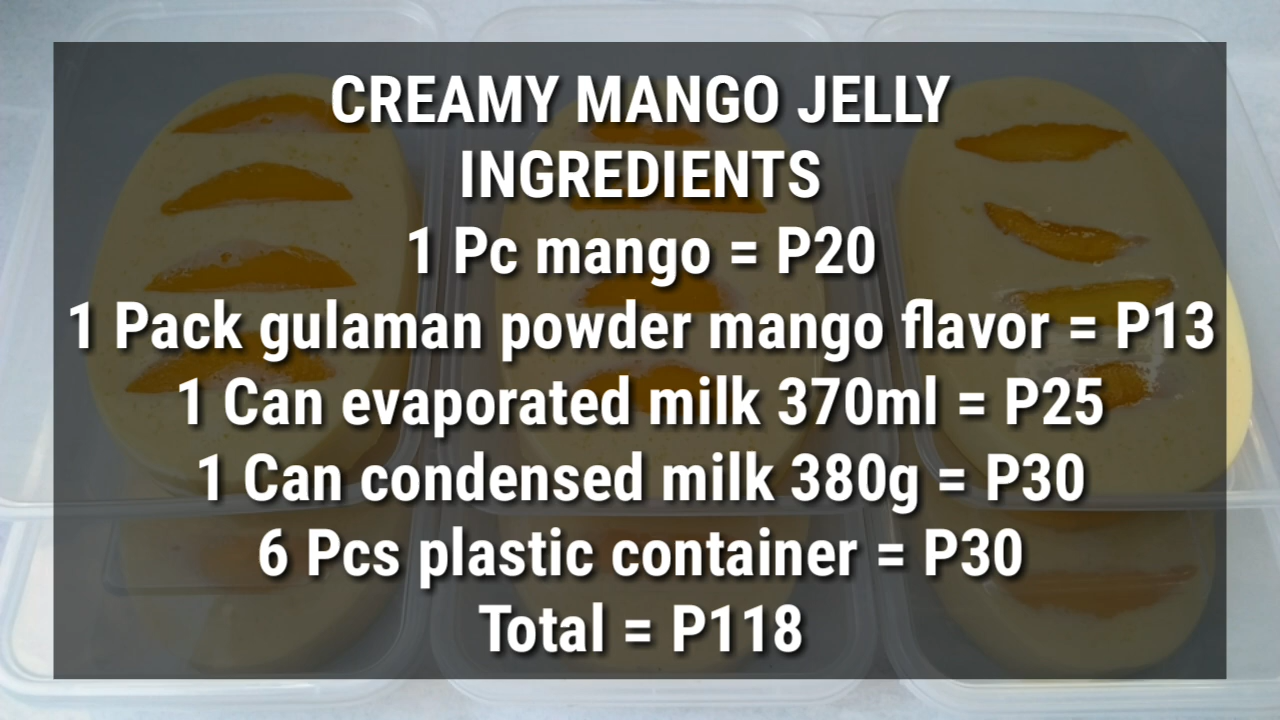 CREAMY MANGO JELLY
INGREDIENTS
1 Pc mango = P20
1 Pack gulaman powder mango flavor = P13
1 Can evaporated milk 370ml = P25
1 Can condensed milk 380g = P30
6 Pcs plastic container = P30
Total = P118